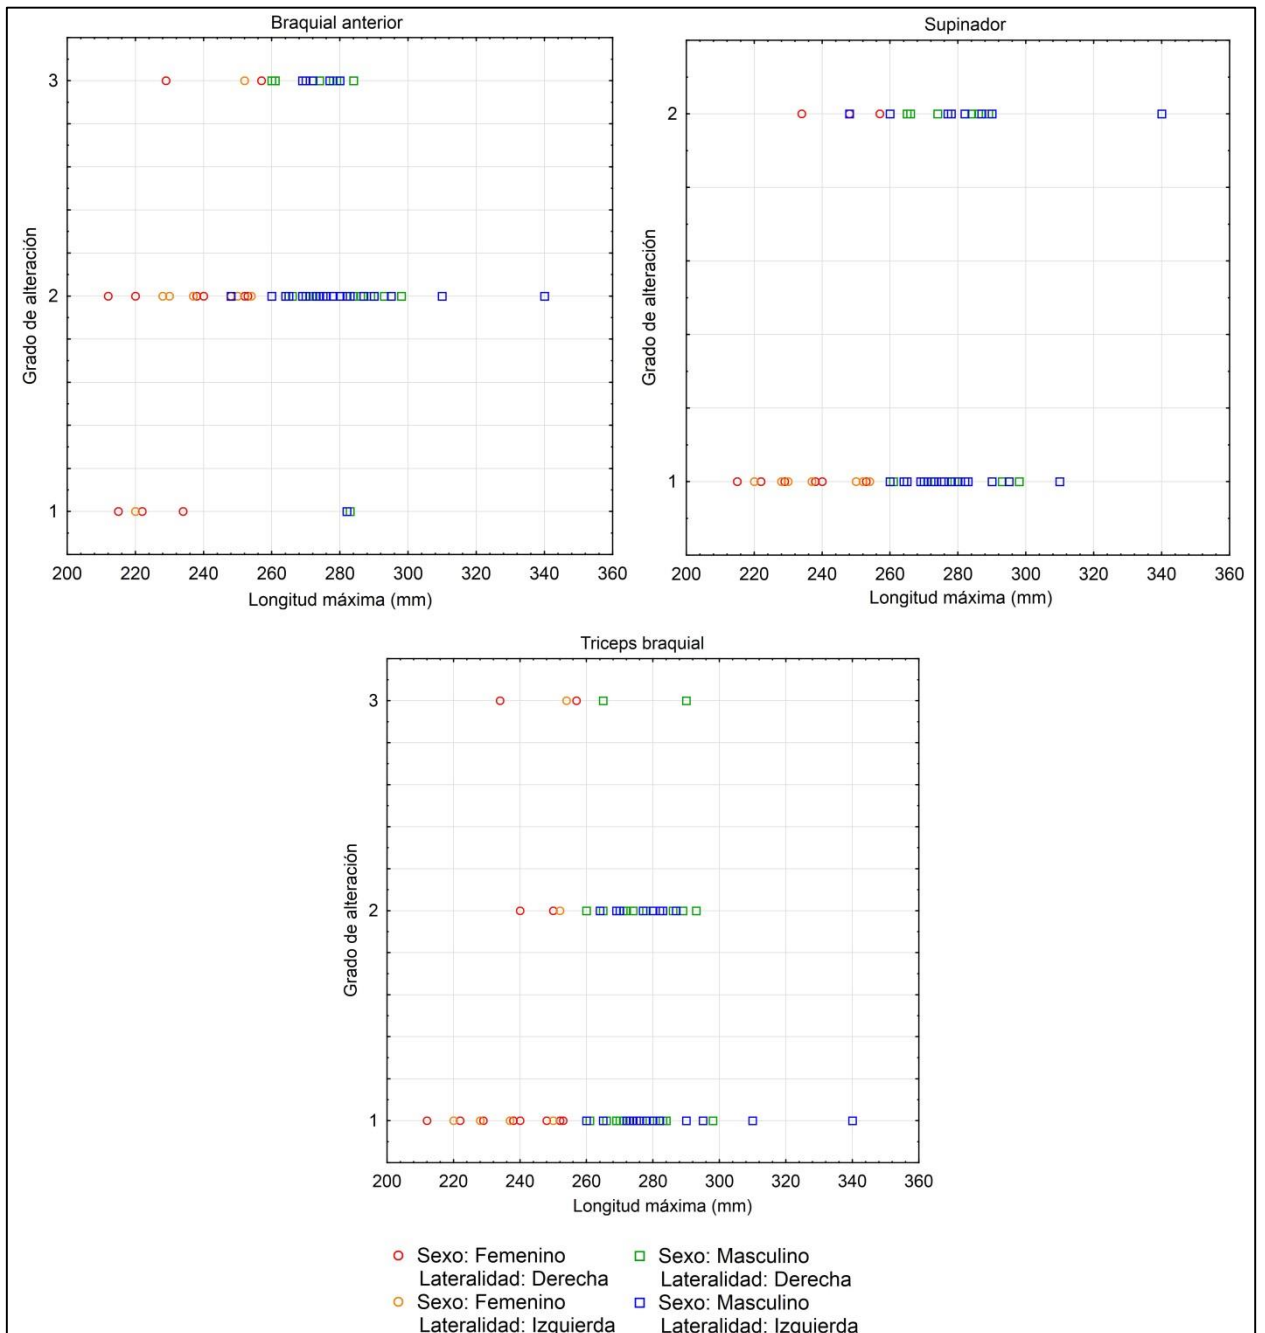 Braquial anterior
Supinador
3
2
1
Grado de alteración
200 220 240 260 280 300 320 340 360
Longitud máxima (mm)
2
1
Grado de alteración
200 220 240 260 280 300 320 340 360
Longitud máxima (mm)
Triceps braquial
3
2
1
Grado de alteración
200 220 240 260 280 300 320 340 360
Longitud máxima (mm)
Sexo: Femenino
Lateralidad: Derecha
Sexo: Femenino
Lateralidad: Izquierda
Sexo: Masculino
Lateralidad: Derecha
Sexo: Masculino
Lateralidad: Izquierda